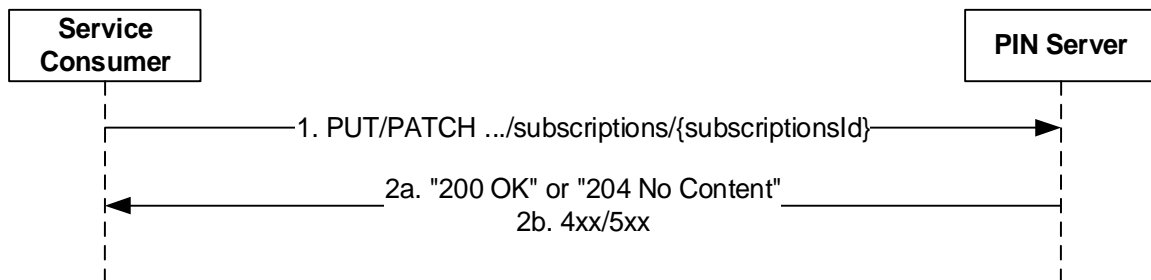 Service
Consumer
PIN Server
1. PUT/PATCH .../subscriptions/{subscriptionsId}
2a. "200 OK" or "204 No Content"
2b. 4xx/5xx